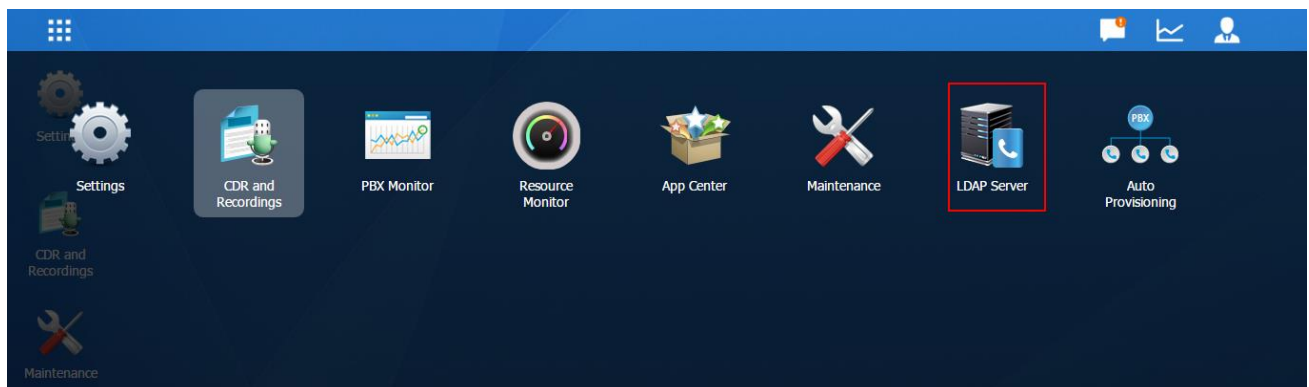 Settings
CDR and
Recordings
PBX Monitor
Resource
Monitor
App Center
Maintenance
LDAP Server
PBX
Auto
Provisioning
CDR and
Recordings
Maintenance